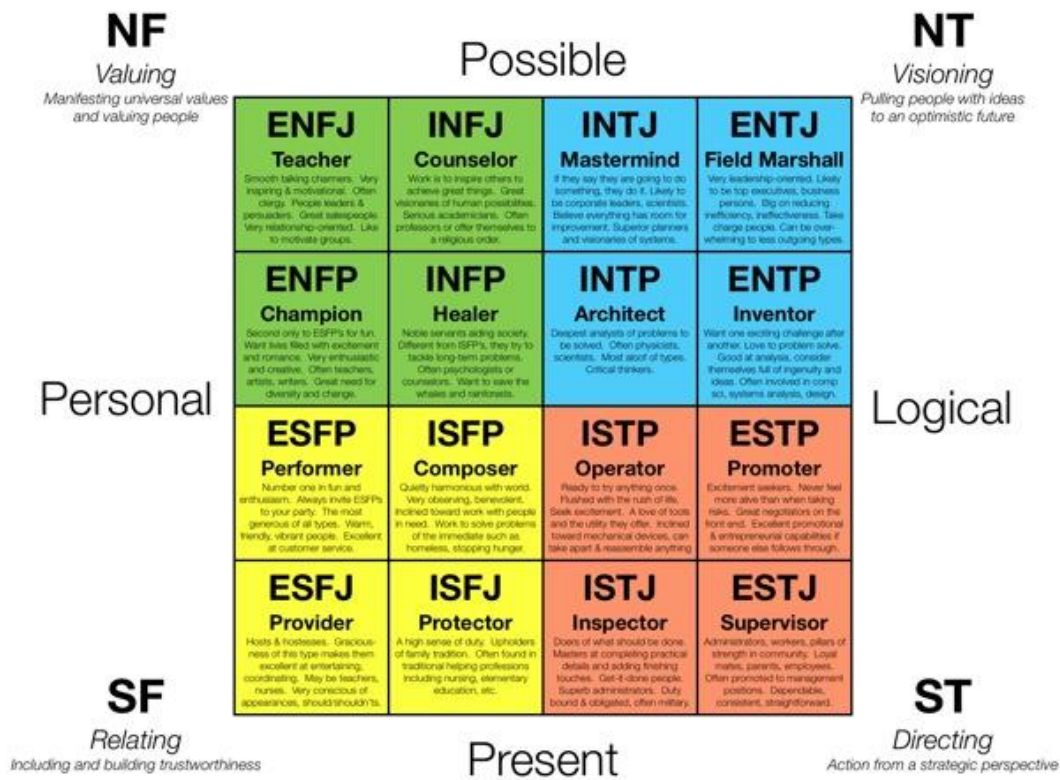 NF
Valuing
Manifesting universal values
and valuing people
Possible
NT
Visioning
Pulling people with ideas
to an optimistic future
ENFJ
Teacher
Smooth talking charmers. Very
inspiring & motivational. Often
clergy. People leaders &
persuaders. Great salespeople.
Very relationship-oriented. Like
to motivate groups.
INFJ
Counselor
Work is to inspire others to
achieve great things. Great
visionaries of human possibilities.
Serious academicians. Often
professors or offer themselves to
a religious order.
INTJ
Mastermind
If they say they are going to do
something, they do it. Likely to
be corporate leaders, scientists.
Believe everything has room for
improvement. Superior planners
and visionaries of systems.
ENTJ
Field Marshall
Very leadership-oriented. Likely
to be top executives, business
persons. Big on reducing
inefficiency, ineffectiveness. Take
charge people. Can be over-
whelming to less outgoing types.
ENFP
Champion
Second only to ESFP's for fun.
Want lives filled with excitement
and romance. Very enthusiastic
and creative. Often teachers,
artists, writers. Great need for
diversity and change.
INFP
Healer
Noble servants aiding society.
Different from ISFP's, they try to
tackle long-term problems.
Often psychologists or
counselors. Want to save the
whales and rainforests.
INTP
Architect
Deepest analysts of problems to
be solved. Often physicists,
scientists. Most aloof of types.
Critical thinkers.
ENTP
Inventor
Want one exciting challenge after
another. Love to problem solve.
Good at analysis, consider
themselves full of ingenuity and
ideas. Often involved in comp
sci, systems analysis, design.
Personal
Logical
ESFP
Performer
Number one in fun and
enthusiasm. Always invite ESFPs
to your party. The most
generous of all types. Warm,
friendly, vibrant people. Excellent
at customer service.
ISFP
Composer
Quietly harmonious with world.
Very observing, benevolent.
Inclined toward work with people
in need. Work to solve problems
of the immediate such as
homeless, stopping hunger.
ISTP
Operator
Ready to try anything once.
Flushed with the rush of life.
Seek excitement. A love of tools
and the utility they offer. Inclined
toward mechanical devices, can
take apart & reassemble anything
ESTP
Promoter
Excitement seekers. Never feel
more alive than when taking
risks. Great negotiators on the
front end. Excellent promotional
& entrepreneurial capabilities if
someone else follows through.
ESFJ
Provider
Hosts & hostesses. Gracious-
ness of this type makes them
excellent at entertaining,
coordinating. May be teachers,
nurses. Very conscious of
appearances, should/shouldn'ts.
ISFJ
Protector
A high sense of duty. Upholders
of family tradition. Often found in
traditional helping professions
including nursing, elementary
education, etc.
ISTJ
Inspector
Doers of what should be done.
Masters at completing practical
details and adding finishing
touches. Get-it-done people.
Superb administrators. Duty
bound & obligated, often military.
ESTJ
Supervisor
Administrators, workers, pillars of
strength in community. Loyal
mates, parents, employees.
Often promoted to management
positions. Dependable,
consistent, straightforward.
SF
Relating
Including and building trustworthiness
Present
ST
Directing
Action from a strategic perspective